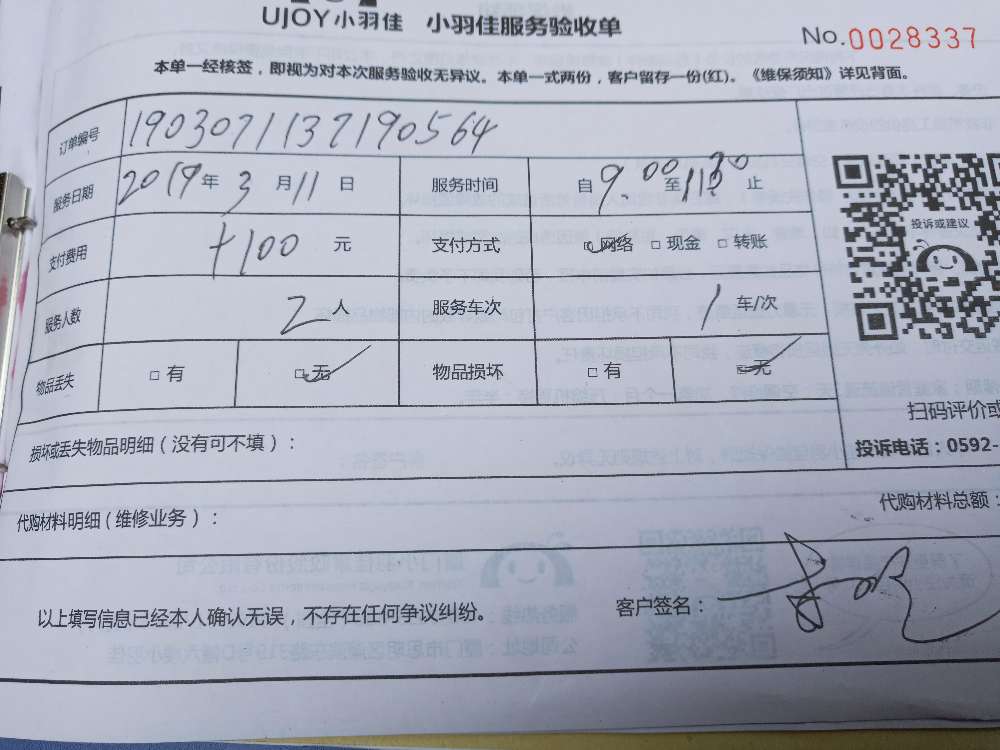 UJOY小羽佳 小羽佳服务验收单
No.0028337
本单一经核签，即视为对本次服务验收无异议。本单一式两份，客户留存一份(红)。《维保须知》详见背面。
订单编号 1903071137190564
服务日期 2019年3月11日 服务时间 自900至1130止
投诉或建议
支付费用 +100元 支付方式 □网络 □现金 □转账
服务人数 2人 服务车次 1车/次
物品丢失 □有 □无 物品损坏 □有 □无
扫码评价或
损坏或丢失物品明细（没有可不填）：
投诉电话：0592-
代购材料明细（维修业务）：
代购材料总额：
以上填写信息已经本人确认无误，不存在任何争议纠纷。 客户签名：